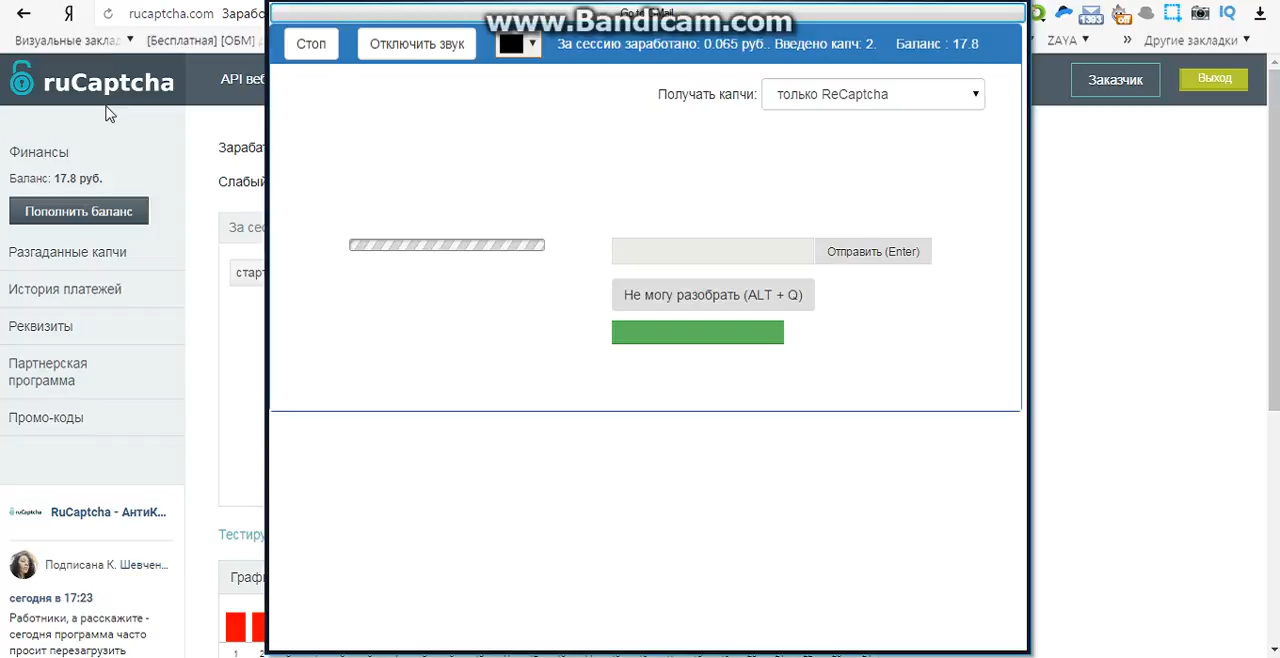 www.Bandicam.com
rucaptcha.com
Визуальные заклад
[Бесплатная] [ОБМ]
ZAYA
»
Другие закладки
1393
off
IQ
Стоп
Отключить звук
За сессию заработано: 0.065 руб.. Введено капч: 2.
Баланс : 17.8
ruCaptcha
Заказчик
Выход
Получать капчи:
только ReCaptcha
Финансы
Баланс: 17.8 руб.
Пополнить баланс
Разгаданные капчи
История платежей
Реквизиты
Партнерская
программа
Промо-коды
Слабый
Отправить (Enter)
Не могу разобрать (ALT + Q)
RuCaptcha - АнтиК...
Подписана К. Шевчен...
сегодня в 17:23
Работники, а расскажите -
сегодня программа часто
просит перезагрузить